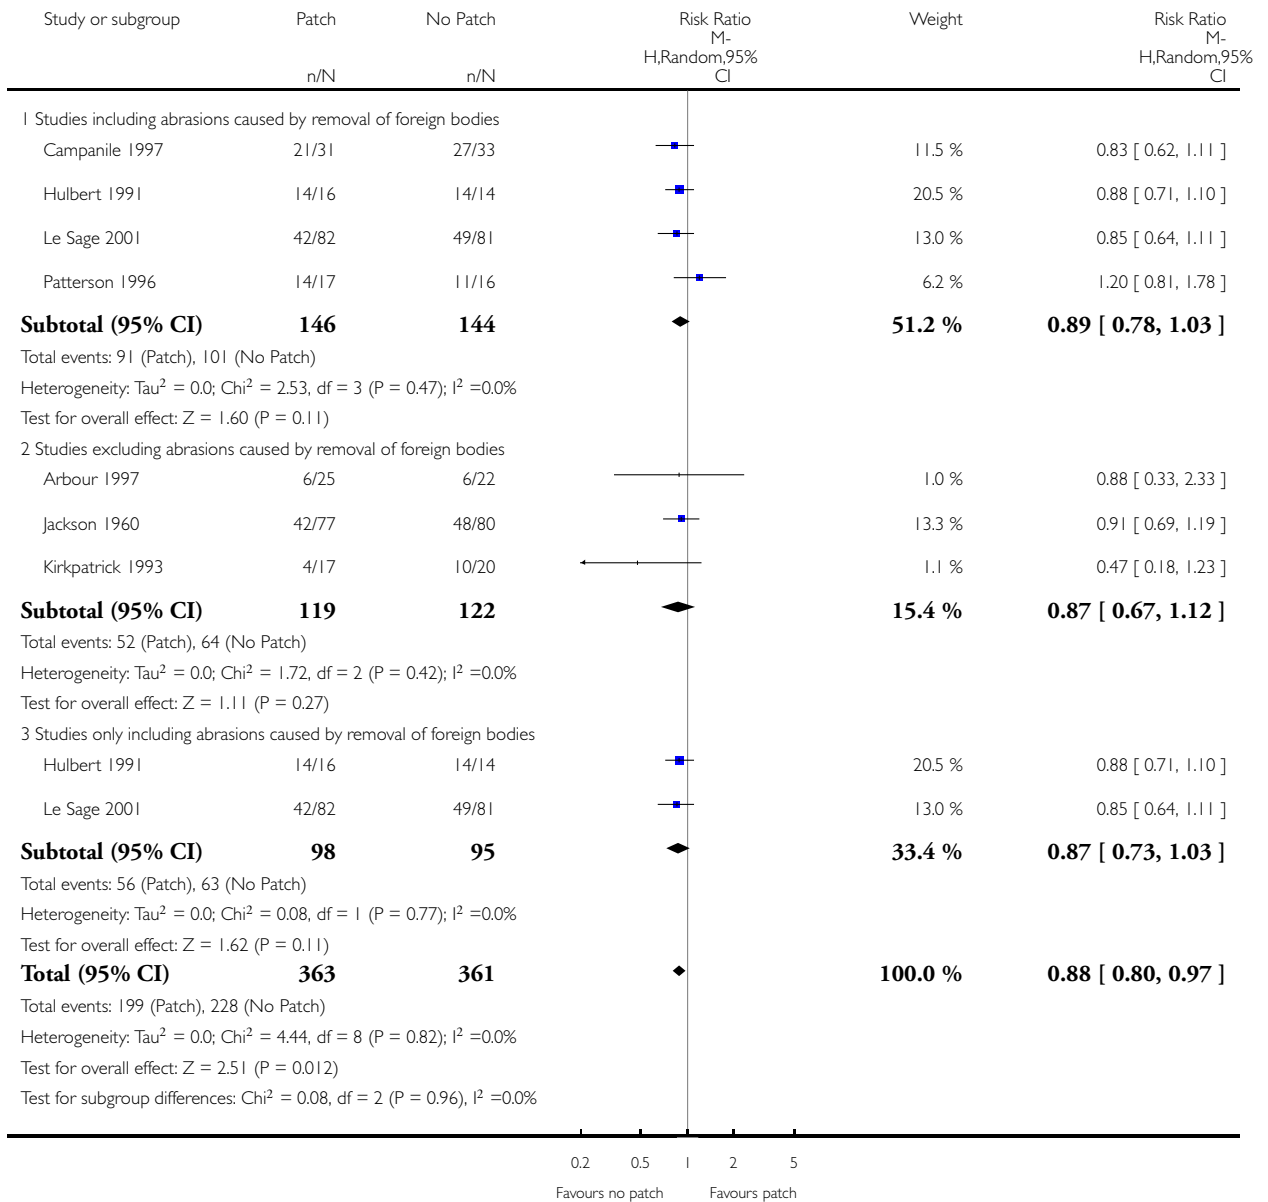 Study or subgroup Patch No Patch Risk Ratio Weight Risk Ratio
M- M-
H,Random,95% H,Random,95%
n/N n/N CI CI
1 Studies including abrasions caused by removal of foreign bodies
Campanile 1997 21/31 27/33 11.5 % 0.83 [ 0.62, 1.11 ]
Hulbert 1991 14/16 14/14 20.5 % 0.88 [ 0.71, 1.10 ]
Le Sage 2001 42/82 49/81 13.0 % 0.85 [ 0.64, 1.11 ]
Patterson 1996 14/17 11/16 6.2 % 1.20 [ 0.81, 1.78 ]
Subtotal (95% CI) 146 144 51.2 % 0.89 [ 0.78, 1.03 ]
Total events: 91 (Patch), 101 (No Patch)
Heterogeneity: Tau² = 0.0; Chi² = 2.53, df = 3 (P = 0.47); I² =0.0%
Test for overall effect: Z = 1.60 (P = 0.11)
2 Studies excluding abrasions caused by removal of foreign bodies
Arbour 1997 6/25 6/22 1.0 % 0.88 [ 0.33, 2.33 ]
Jackson 1960 42/77 48/80 13.3 % 0.91 [ 0.69, 1.19 ]
Kirkpatrick 1993 4/17 10/20 1.1 % 0.47 [ 0.18, 1.23 ]
Subtotal (95% CI) 119 122 15.4 % 0.87 [ 0.67, 1.12 ]
Total events: 52 (Patch), 64 (No Patch)
Heterogeneity: Tau² = 0.0; Chi² = 1.72, df = 2 (P = 0.42); I² =0.0%
Test for overall effect: Z = 1.11 (P = 0.27)
3 Studies only including abrasions caused by removal of foreign bodies
Hulbert 1991 14/16 14/14 20.5 % 0.88 [ 0.71, 1.10 ]
Le Sage 2001 42/82 49/81 13.0 % 0.85 [ 0.64, 1.11 ]
Subtotal (95% CI) 98 95 33.4 % 0.87 [ 0.73, 1.03 ]
Total events: 56 (Patch), 63 (No Patch)
Heterogeneity: Tau² = 0.0; Chi² = 0.08, df = 1 (P = 0.77); I² =0.0%
Test for overall effect: Z = 1.62 (P = 0.11)
Total (95% CI) 363 361 100.0 % 0.88 [ 0.80, 0.97 ]
Total events: 199 (Patch), 228 (No Patch)
Heterogeneity: Tau² = 0.0; Chi² = 4.44, df = 8 (P = 0.82); I² =0.0%
Test for overall effect: Z = 2.51 (P = 0.012)
Test for subgroup differences: Chi² = 0.08, df = 2 (P = 0.96), I² =0.0%
0.2 0.5 1 2 5
Favours no patch Favours patch